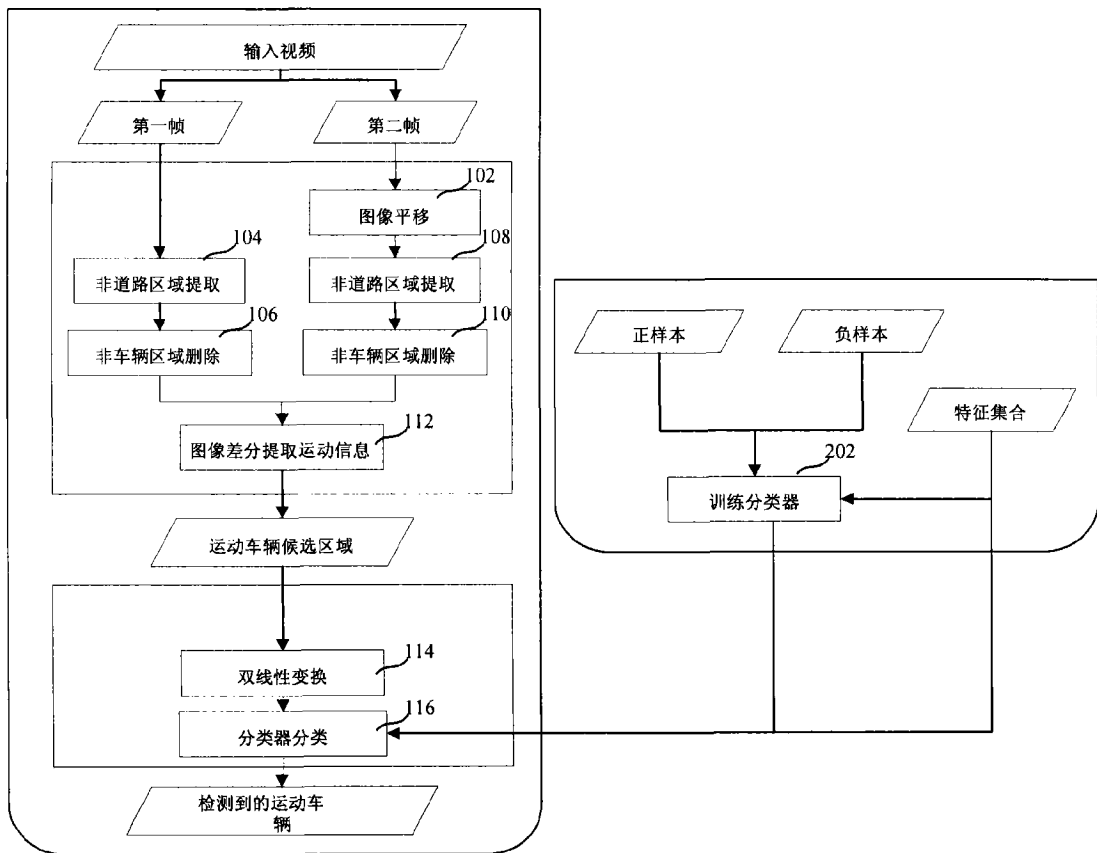 输入视频
第一帧
第二帧
102
图像平移
104
108
非道路区域提取
非道路区域提取
106
110
非车辆区域删除
非车辆区域删除
112
图像差分提取运动信息
运动车辆候选区域
114
双线性变换
116
分类器分类
检测到的运动车
辆
正样本
负样本
特征集合
202
训练分类器